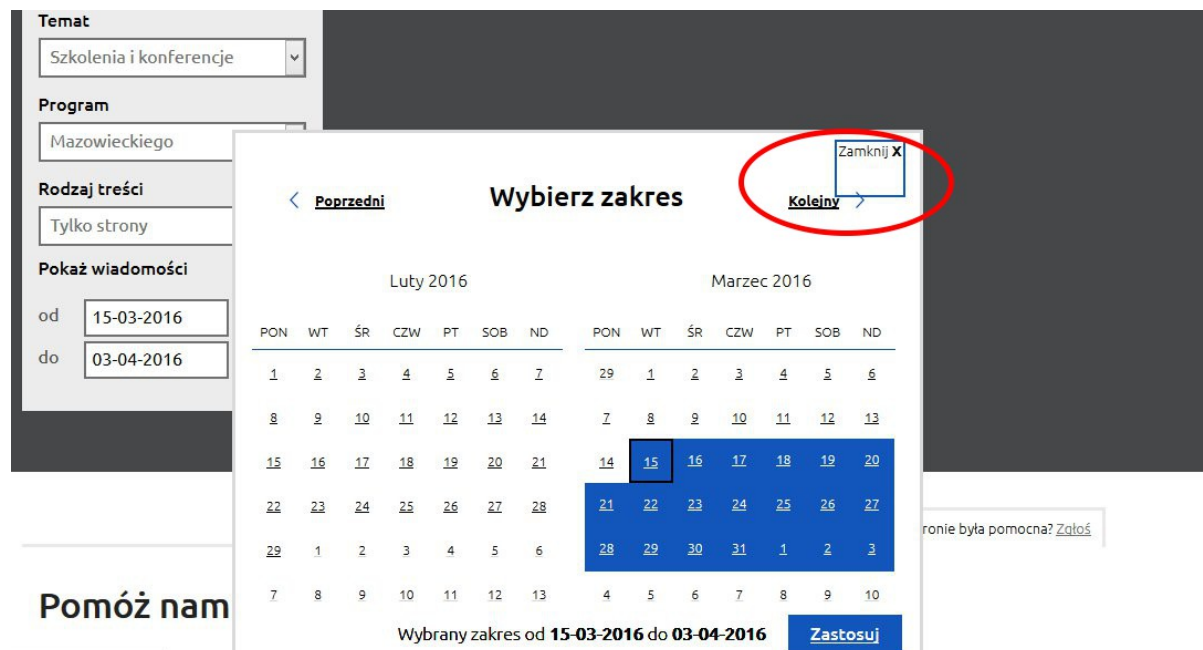 Temat
Szkolenia i konferencje
Program
Mazowieckiego
Rodzaj treści
Tylko strony
Pokaż wiadomości
od 15-03-2016
do 03-04-2016
Zamknij X
Poprzedni Wybierz zakres Kolejny
Luty 2016
PON WT ŚR CZW PT SOB ND
1 2 3 4 5 6 7
8 9 10 11 12 13 14
15 16 17 18 19 20 21
22 23 24 25 26 27 28
29 1 2 3 4 5 6
7 8 9 10 11 12 13
Marzec 2016
PON WT ŚR CZW PT SOB ND
29 1 2 3 4 5 6
7 8 9 10 11 12 13
14 15 16 17 18 19 20
21 22 23 24 25 26 27
28 29 30 31 1 2 3
4 5 6 7 8 9 10
Wybrany zakres od 15-03-2016 do 03-04-2016 Zastosuj
ronie była pomocna? Zgłoś
Pomóż nam